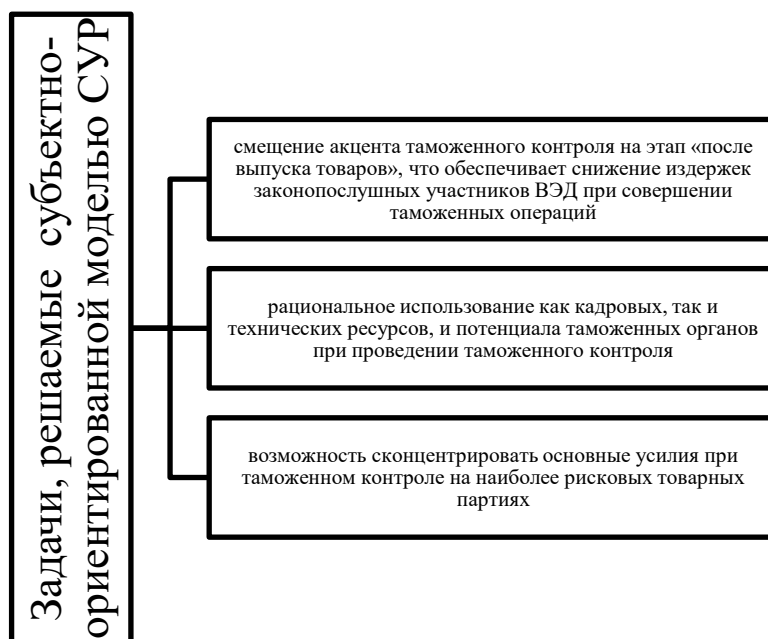 Задачи, решаемые субъектно-
ориентированной моделью СУР
смещение акцента таможенного контроля на этап «после
выпуска товаров», что обеспечивает снижение издержек
законопослушных участников ВЭД при совершении
таможенных операций
рациональное использование как кадровых, так и
технических ресурсов, и потенциала таможенных органов
при проведении таможенного контроля
возможность сконцентрировать основные усилия при
таможенном контроле на наиболее рисковых товарных
партиях